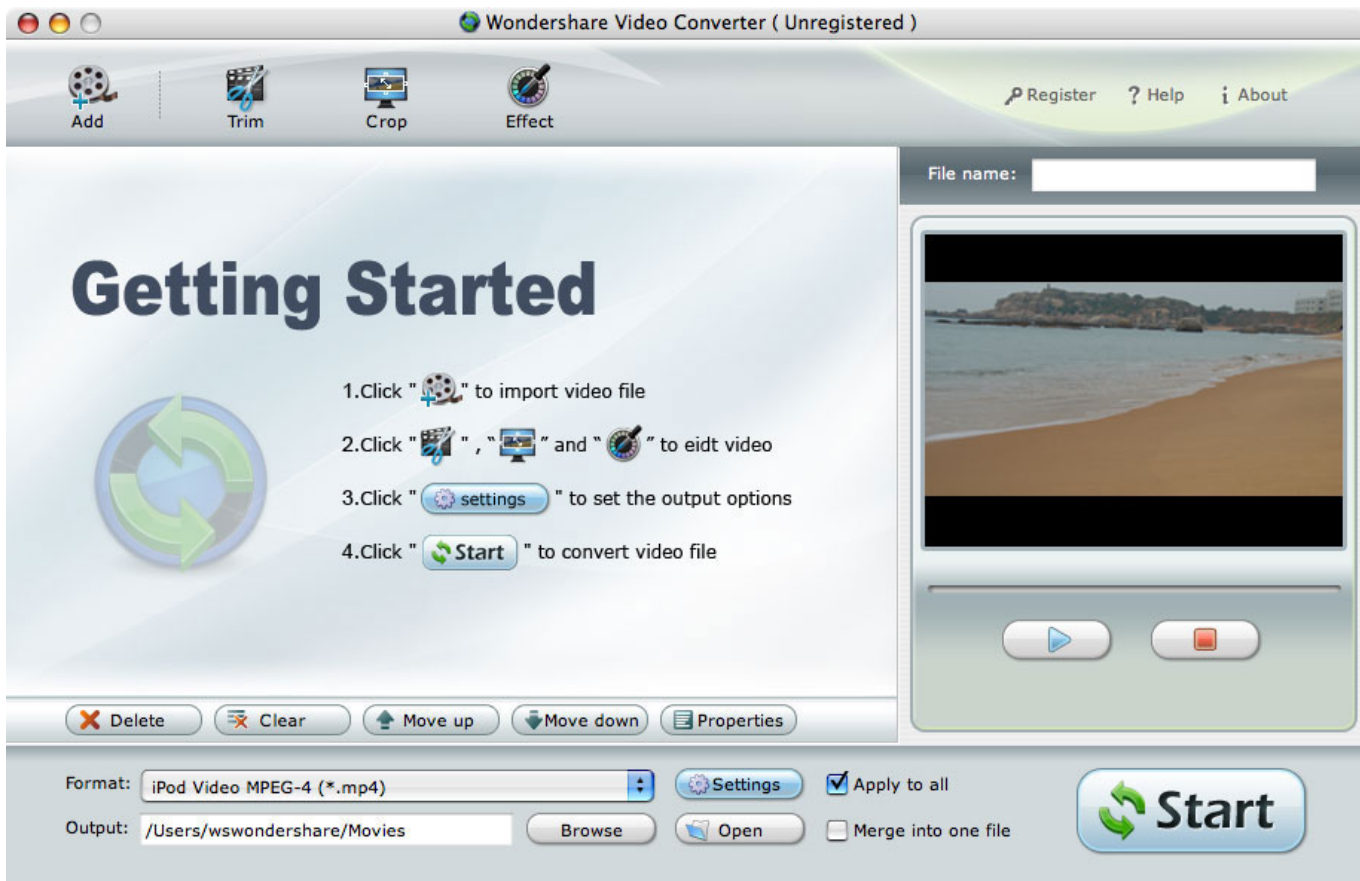 Wondershare Video Converter ( Unregistered )
Add
Trim
Crop
Effect
Register
? Help
i About
File name:
Getting Started
1.Click " " to import video file
2.Click " " , " " and " " to eidt video
3.Click " settings " to set the output options
4.Click " Start " to convert video file
Delete
Clear
Move up
Move down
Properties
Format:
iPod Video MPEG-4 (*.mp4)
Settings
Apply to all
Output:
/Users/wswondershare/Movies
Browse
Open
Merge into one file
Start